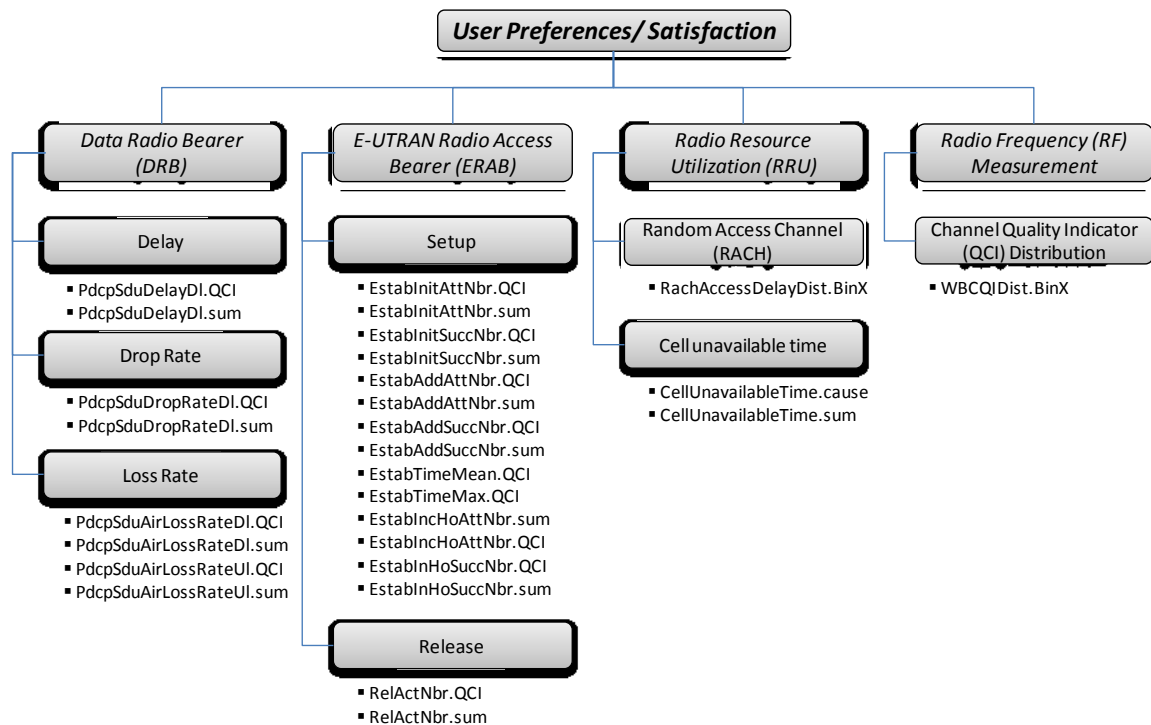 User Preferences/ Satisfaction
Data Radio Bearer
(DRB)
Delay
▪ PdcpSduDelayDl.QCI
▪ PdcpSduDelayDl.sum
Drop Rate
▪ PdcpSduDropRateDl.QCI
▪ PdcpSduDropRateDl.sum
Loss Rate
▪ PdcpSduAirLossRateDl.QCI
▪ PdcpSduAirLossRateDl.sum
▪ PdcpSduAirLossRateUl.QCI
▪ PdcpSduAirLossRateUl.sum
E-UTRAN Radio Access
Bearer (ERAB)
Setup
▪ EstabInitAttNbr.QCI
▪ EstabInitAttNbr.sum
▪ EstabInitSuccNbr.QCI
▪ EstabInitSuccNbr.sum
▪ EstabAddAttNbr.QCI
▪ EstabAddAttNbr.sum
▪ EstabAddSuccNbr.QCI
▪ EstabAddSuccNbr.sum
▪ EstabTimeMean.QCI
▪ EstabTimeMax.QCI
▪ EstabIncHoAttNbr.sum
▪ EstabIncHoAttNbr.QCI
▪ EstabInHoSuccNbr.QCI
▪ EstabInHoSuccNbr.sum
Release
▪ RelActNbr.QCI
▪ RelActNbr.sum
Radio Resource
Utilization (RRU)
Random Access Channel
(RACH)
▪ RachAccessDelayDist.BinX
Cell unavailable time
▪ CellUnavailableTime.cause
▪ CellUnavailableTime.sum
Radio Frequency (RF)
Measurement
Channel Quality Indicator
(QCI) Distribution
▪ WBCQIDist.BinX